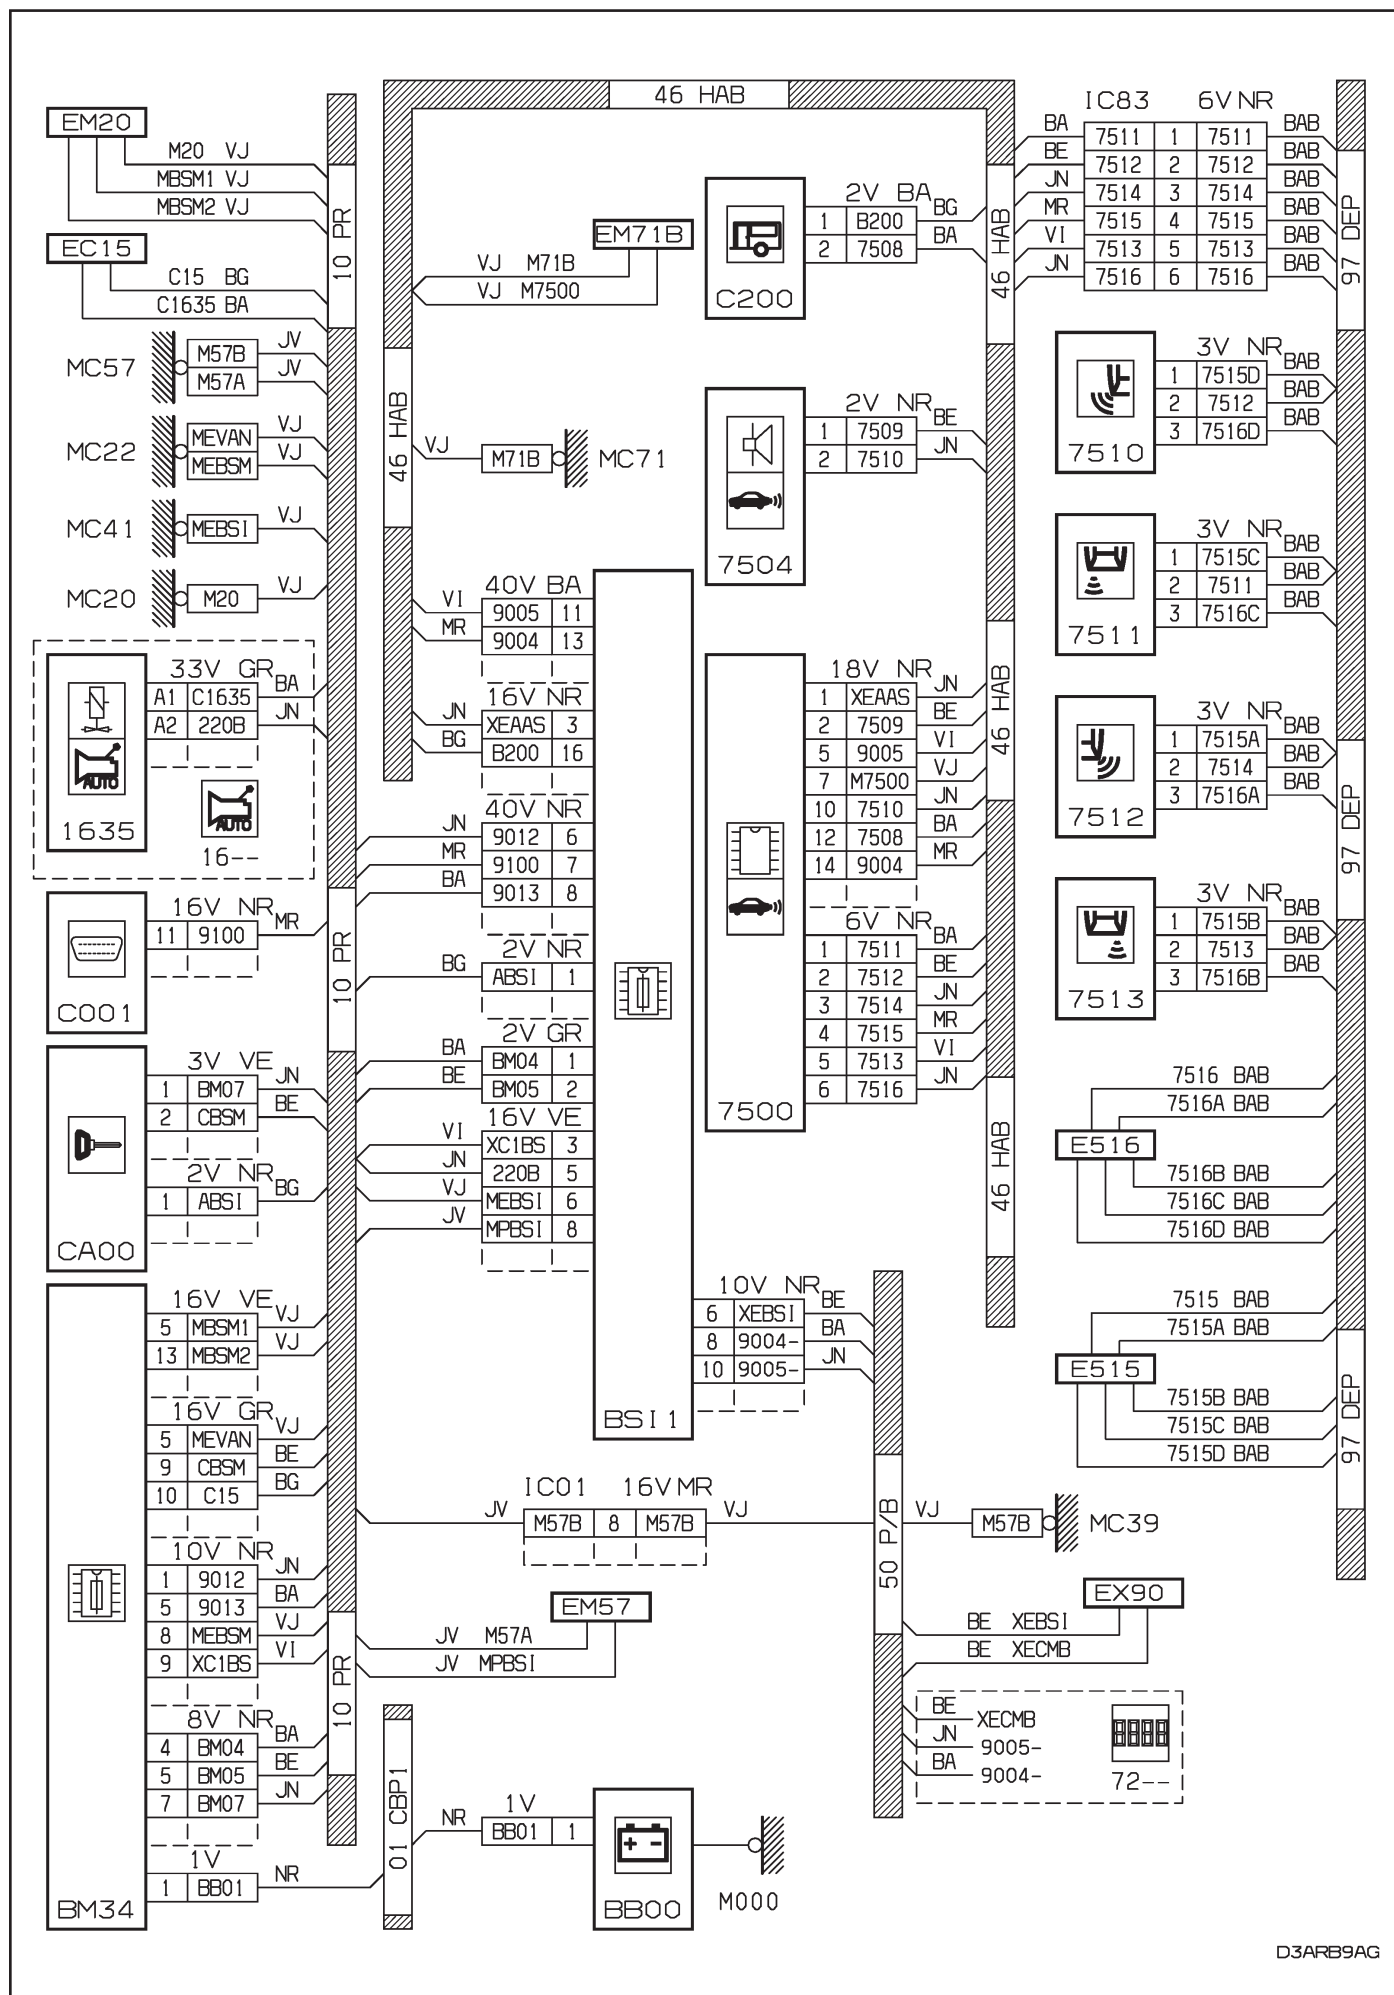 46 HAB
EM20
M20 VJ
MBSM1 VJ
MBSM2 VJ
10 PR
EC15
C15 BG
C1635 BA
MC57
M57B JV
M57A JV
MC22
MEVAN VJ
MEBSM VJ
MC41
MEBSI VJ
MC20
M20 VJ
33V GR
A1 C1635 BA
A2 220B JN
AUTO
1635
AUTO
16--
16V NR
11 9100 MR
C001
10 PR
3V VE
1 BM07 JN
2 CBSM BE
2V NR
1 ABSI BG
CA00
16V VE
5 MBSM1 VJ
13 MBSM2 VJ
16V GR
5 MEVAN VJ
9 CBSM BE
10 C15 BG
10V NR
1 9012 JN
5 9013 BA
8 MEBSM VJ
9 XC1BS VI
10 PR
8V NR
4 BM04 BA
5 BM05 BE
7 BM07 JN
1V
1 BB01 NR
BM34
EM71B
VJ M71B
VJ M7500
46 HAB
VJ M71B MC71
40V BA
VI 9005 11
MR 9004 13
16V NR
JN XEAAS 3
BG B200 16
40V NR
JN 9012 6
MR 9100 7
BA 9013 8
2V NR
BG ABSI 1
2V GR
BA BM04 1
BE BM05 2
16V VE
VI XC1BS 3
JN 220B 5
VJ MEBSI 6
JV MPBSI 8
10V NR
6 XEBSI BE
8 9004- BA
10 9005- JN
BSI1
IC01 16V MR
JV M57B 8 M57B VJ
50 P/B
VJ M57B MC39
EM57
JV M57A
JV MPBSI
EX90
BE XEBSI
BE XECMB
BE XECMB
JN 9005-
BA 9004-
72--
01 CBP1
1V
NR BB01 1
+ -
BB00
M000
2V BA
1 B200 BG
2 7508 BA
C200
46 HAB
2V NR
1 7509 BE
2 7510 JN
7504
18V NR
1 XEAAS JN
2 7509 BE
5 9005 VI
7 M7500 VJ
10 7510 JN
12 7508 BA
14 9004 MR
46 HAB
6V NR
1 7511 BA
2 7512 BE
3 7514 JN
4 7515 MR
5 7513 VI
6 7516 JN
7500
46 HAB
IC83 6V NR
BA 7511 1 7511 BAB
BE 7512 2 7512 BAB
JN 7514 3 7514 BAB
MR 7515 4 7515 BAB
VI 7513 5 7513 BAB
JN 7516 6 7516 BAB
97 DEP
3V NR
1 7515D BAB
2 7512 BAB
3 7516D BAB
7510
3V NR
1 7515C BAB
2 7511 BAB
3 7516C BAB
7511
3V NR
1 7515A BAB
2 7514 BAB
3 7516A BAB
7512
97 DEP
3V NR
1 7515B BAB
2 7513 BAB
3 7516B BAB
7513
7516 BAB
7516A BAB
E516
7516B BAB
7516C BAB
7516D BAB
7515 BAB
7515A BAB
E515
7515B BAB
7515C BAB
7515D BAB
97 DEP
D3ARB9AG